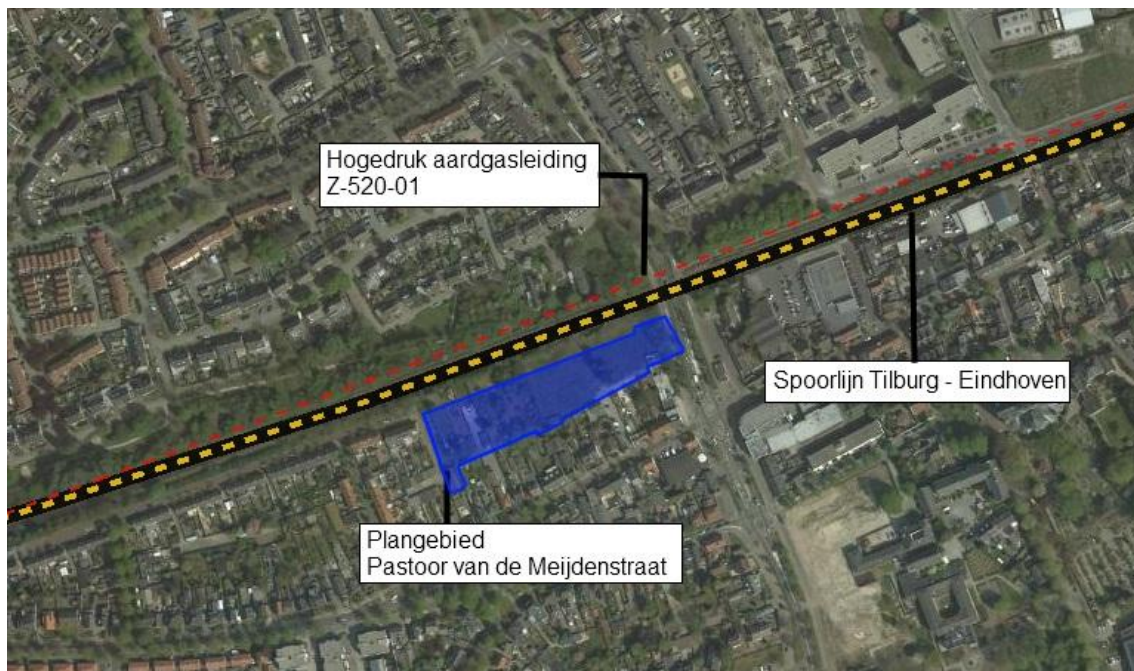 Hogedruk aardgasleiding
Z-520-01
Spoorlijn Tilburg - Eindhoven
Plangebied
Pastoor van de Meijdenstraat